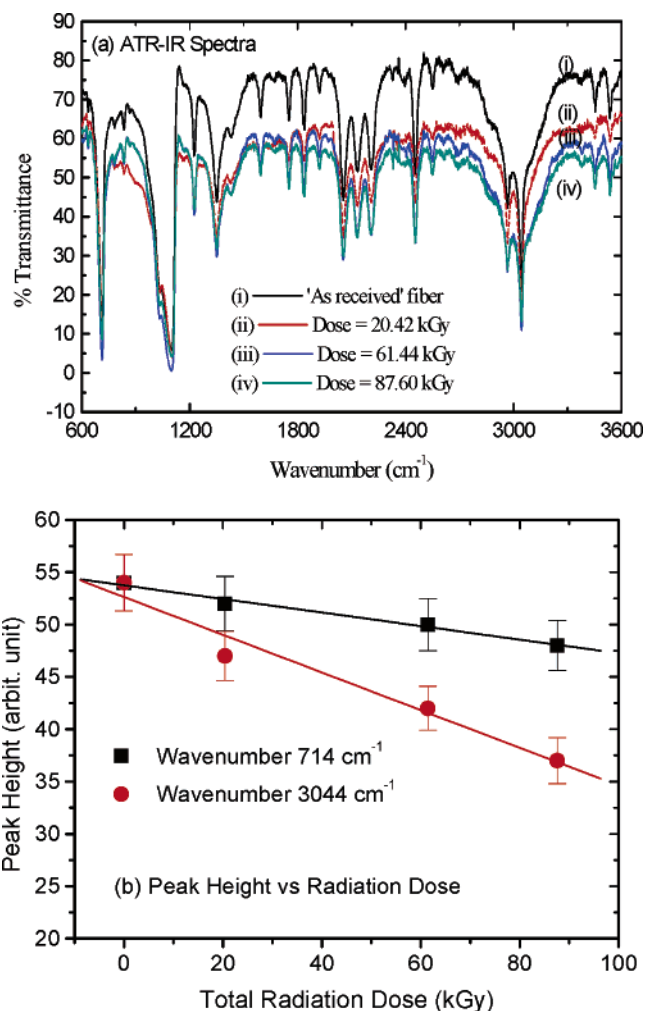 (a) ATR-IR Spectra
% Transmittance
80
70
60
50
40
30
20
10
0
-10
(i)
(ii)
(iii)
(iv)
(i) 'As received' fiber
(ii) Dose = 20.42 kGy
(iii) Dose = 61.44 kGy
(iv) Dose = 87.60 kGy
600 1200 1800 2400 3000 3600
Wavenumber (cm⁻¹)
Peak Height (arbit. unit)
60
55
50
45
40
35
30
25
20
Wavenumber 714 cm⁻¹
Wavenumber 3044 cm⁻¹
(b) Peak Height vs Radiation Dose
0 20 40 60 80 100
Total Radiation Dose (kGy)